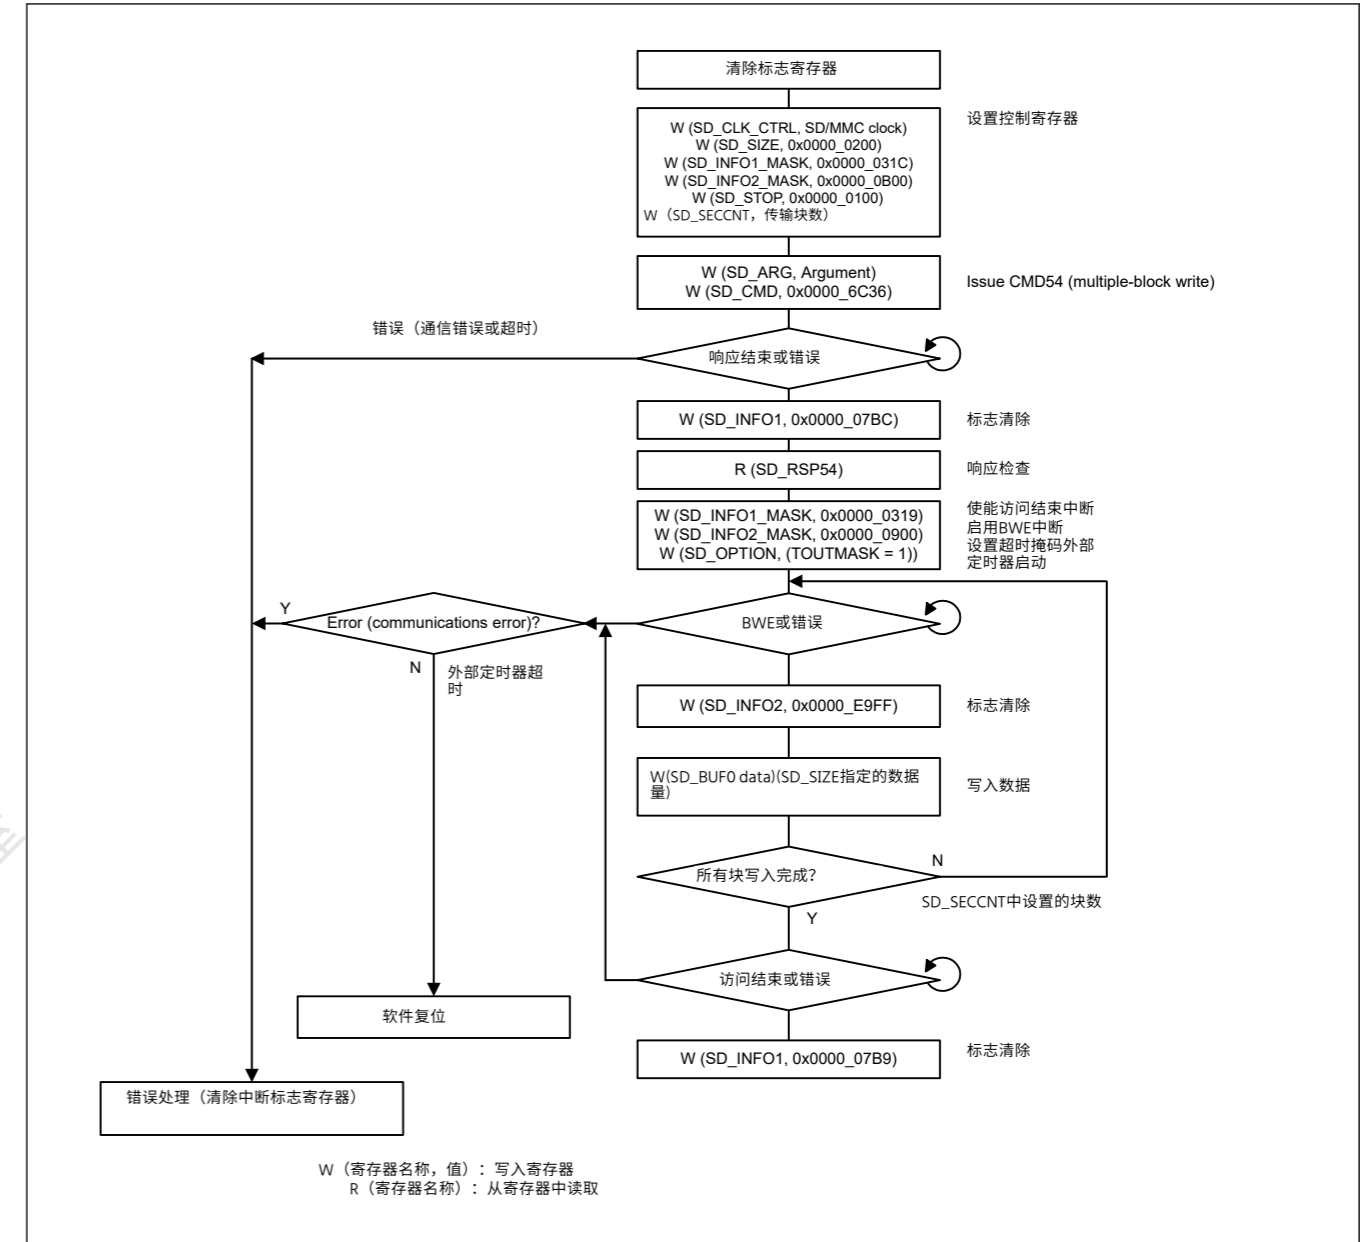 清除标志寄存器
设置控制寄存器
W (SD_CLK_CTRL, SD/MMC clock)
W (SD_SIZE, 0x0000_0200)
W (SD_INFO1_MASK, 0x0000_031C)
W (SD_INFO2_MASK, 0x0000_0B00)
W (SD_STOP, 0x0000_0100)
W（SD_SECCNT，传输块数）
W (SD_ARG, Argument)
W (SD_CMD, 0x0000_6C36)
Issue CMD54 (multiple-block write)
错误（通信错误或超时）
响应结束或错误
W (SD_INFO1, 0x0000_07BC)
标志清除
R (SD_RSP54)
响应检查
W (SD_INFO1_MASK, 0x0000_0319)
W (SD_INFO2_MASK, 0x0000_0900)
W (SD_OPTION, (TOUTMASK = 1))
使能访问结束中断
启用BWE中断
设置超时掩码外部
定时器启动
Y
Error (communications error)?
BWE或错误
N
外部定时器超
时
W (SD_INFO2, 0x0000_E9FF)
标志清除
W(SD_BUF0 data)(SD_SIZE指定的数据
量)
写入数据
所有块写入完成？
N
SD_SECCNT中设置的块数
Y
访问结束或错误
软件复位
W (SD_INFO1, 0x0000_07B9)
标志清除
错误处理（清除中断标志寄存器）
W（寄存器名称，值）：写入寄存器
R（寄存器名称）：从寄存器中读取